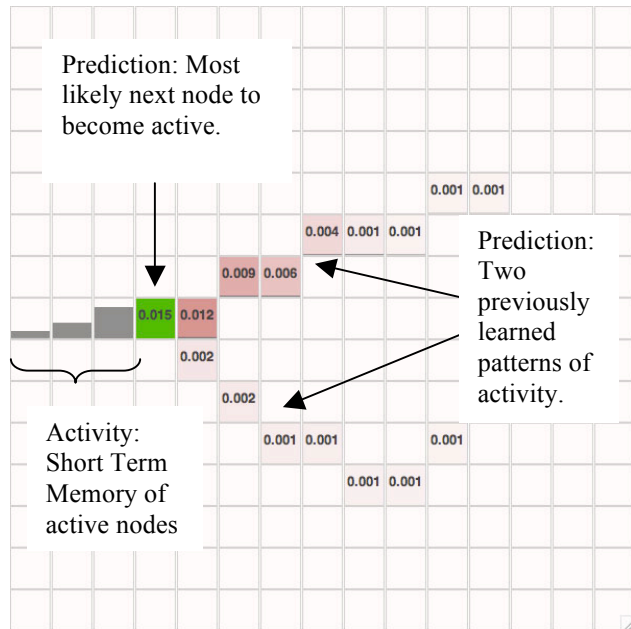 Prediction: Most
likely next node to
become active.
0.001 0.001
0.004 0.001 0.001
Prediction:
Two
previously
learned
patterns of
activity.
0.009 0.006
0.015 0.012
0.002
0.002
Activity:
Short Term
Memory of
active nodes
0.001 0.001 0.001
0.001 0.001